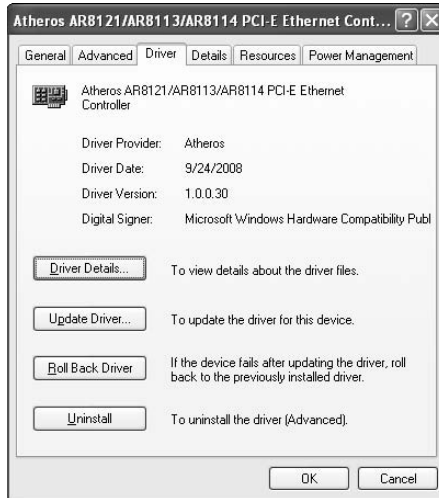 Atheros AR8121/AR8113/AR8114 PCI-E Ethernet Cont... ? X
General Advanced Driver Details Resources Power Management
Atheros AR8121/AR8113/AR8114 PCI-E Ethernet
Controller
Driver Provider: Atheros
Driver Date: 9/24/2008
Driver Version: 1.0.0.30
Digital Signer: Microsoft Windows Hardware Compatibility Publ
Driver Details... To view details about the driver files.
Update Driver... To update the driver for this device.
Roll Back Driver If the device fails after updating the driver, roll
back to the previously installed driver.
Uninstall To uninstall the driver (Advanced).
OK Cancel